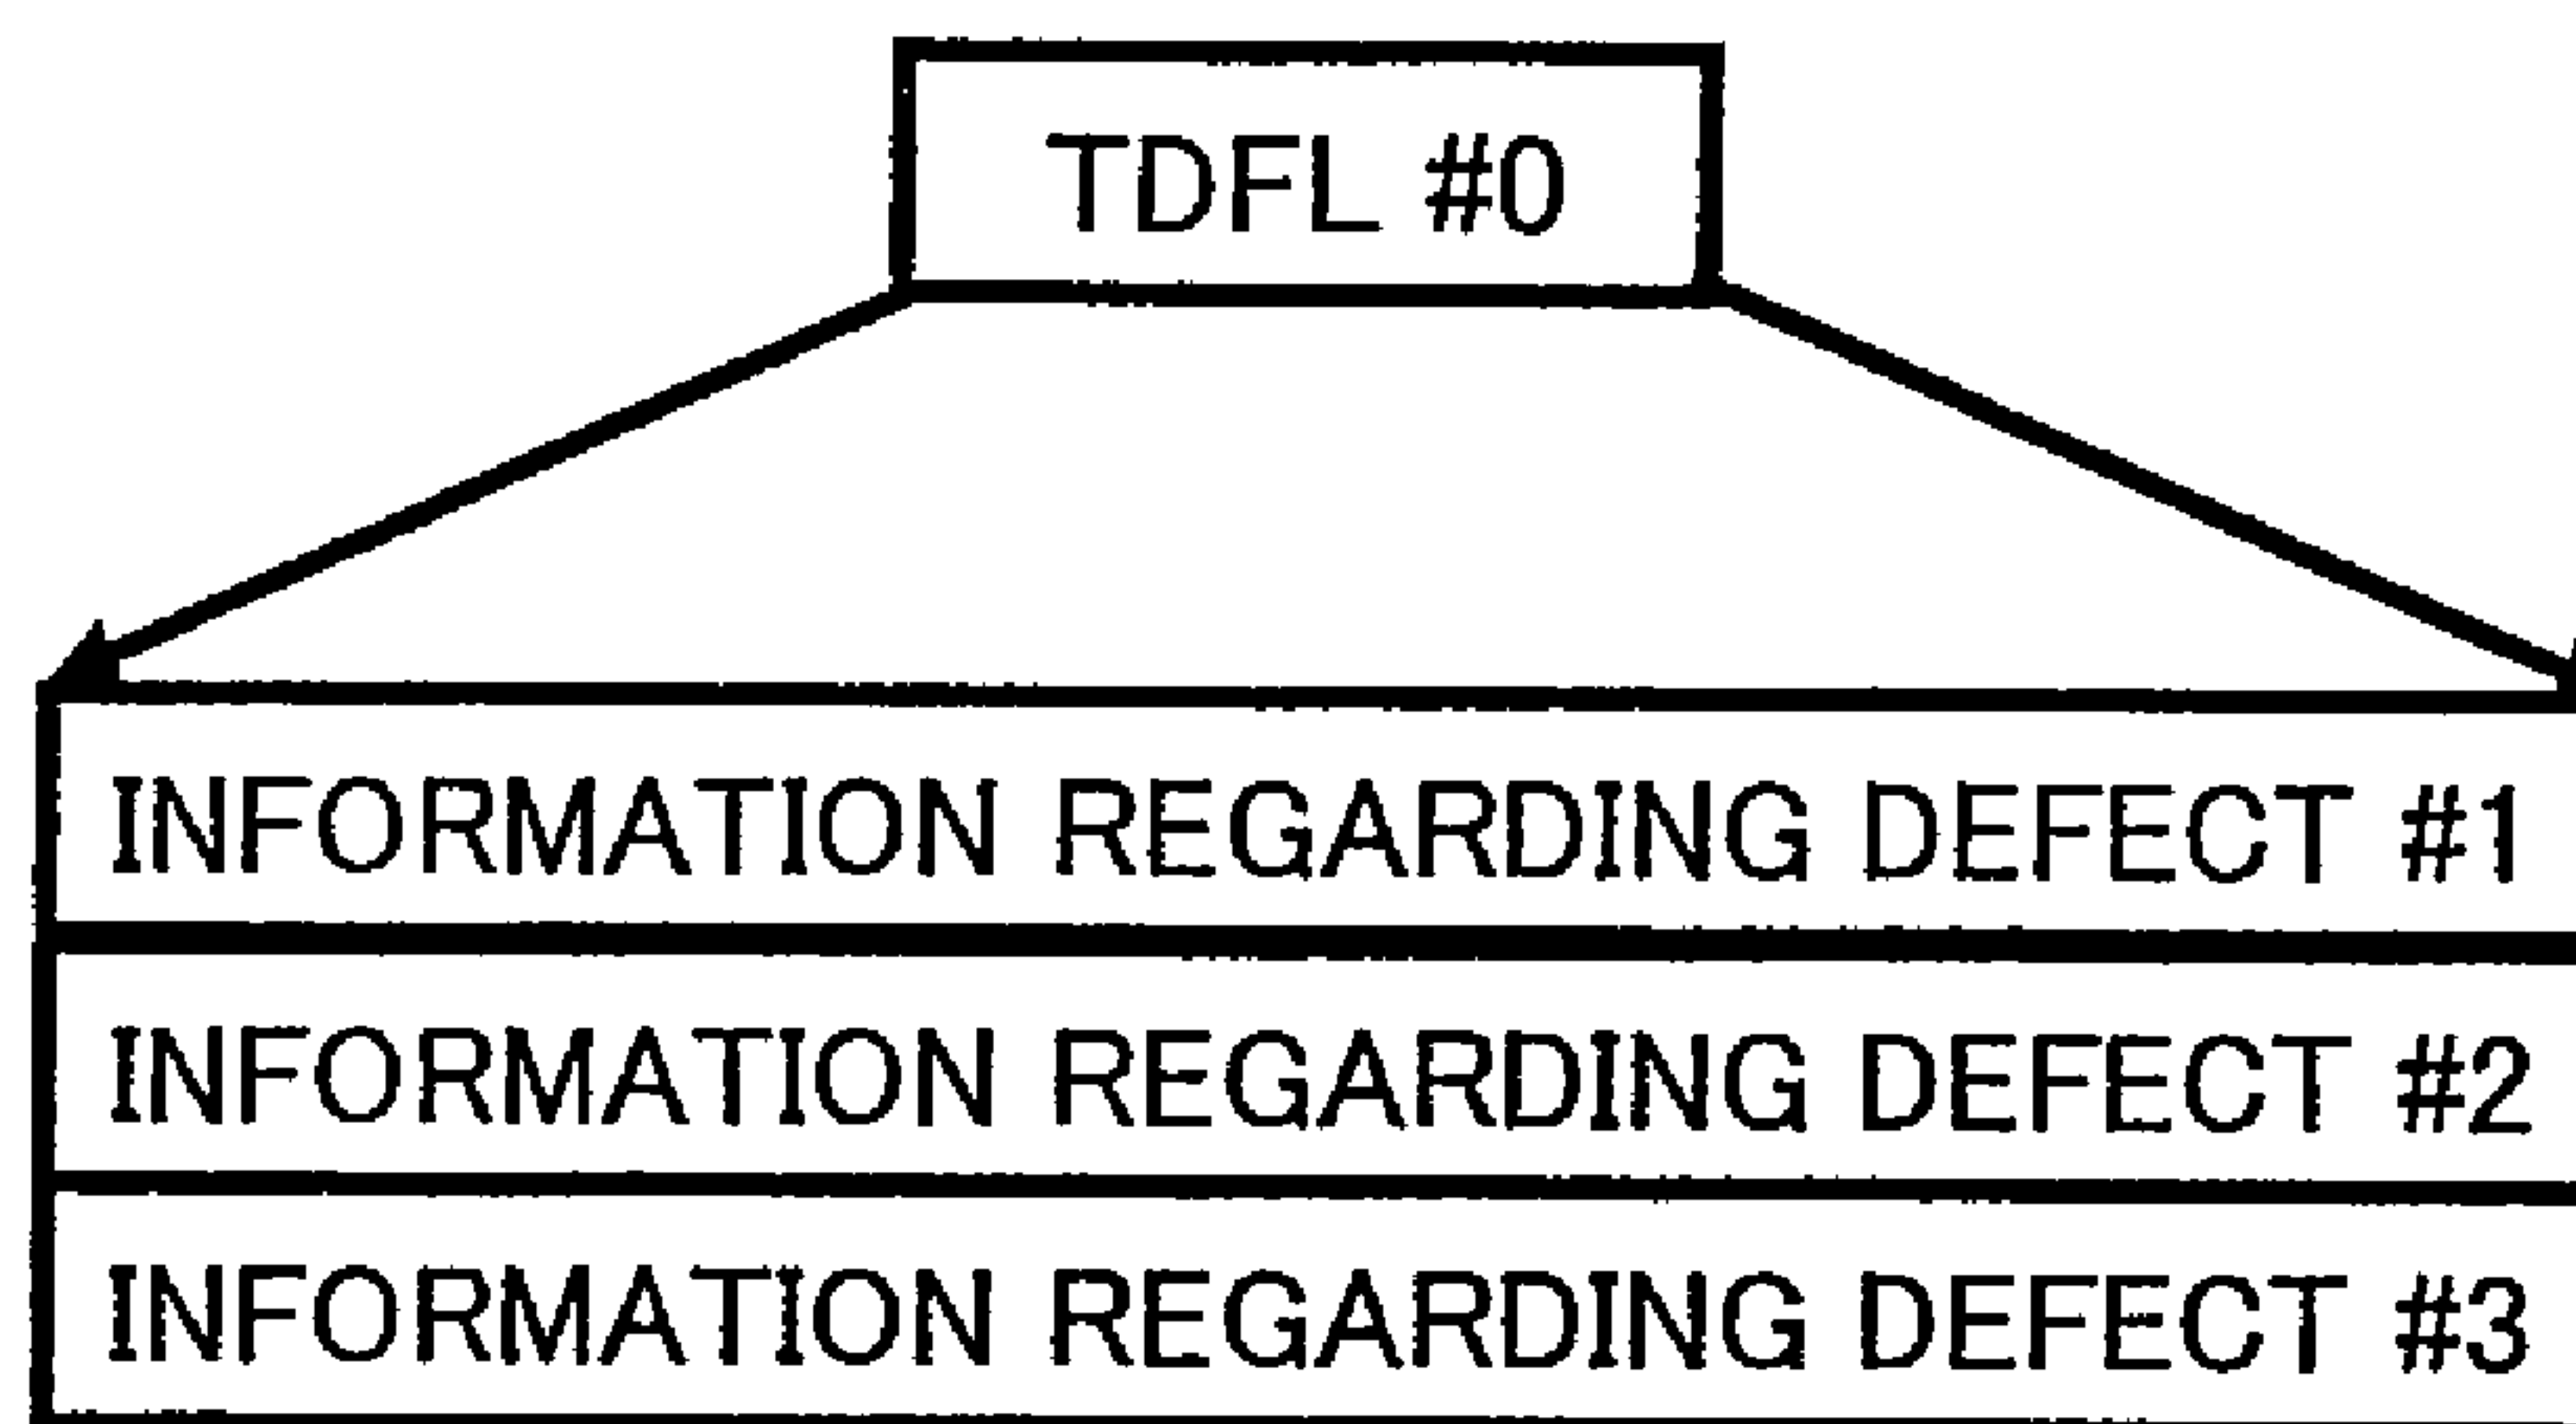 TDFL #0
INFORMATION REGARDING DEFECT #1
INFORMATION REGARDING DEFECT #2
INFORMATION REGARDING DEFECT #3